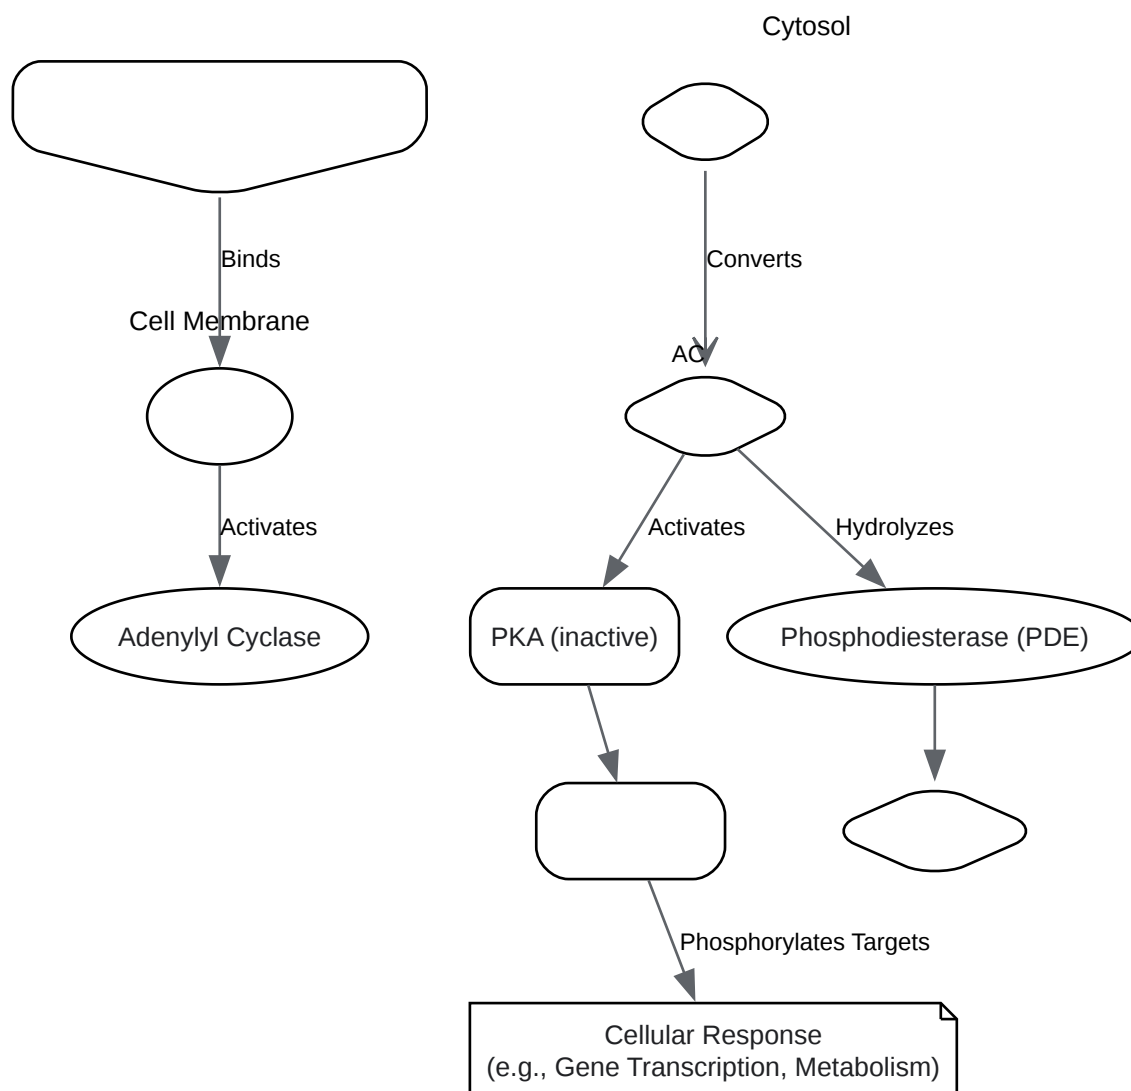 Cytosol
Binds
Converts
Cell Membrane
AC
Activates
Activates
Hydrolyzes
Adenylyl Cyclase
PKA (inactive)
Phosphodiesterase (PDE)
Phosphorylates Targets
Cellular Response
(e.g., Gene Transcription, Metabolism)